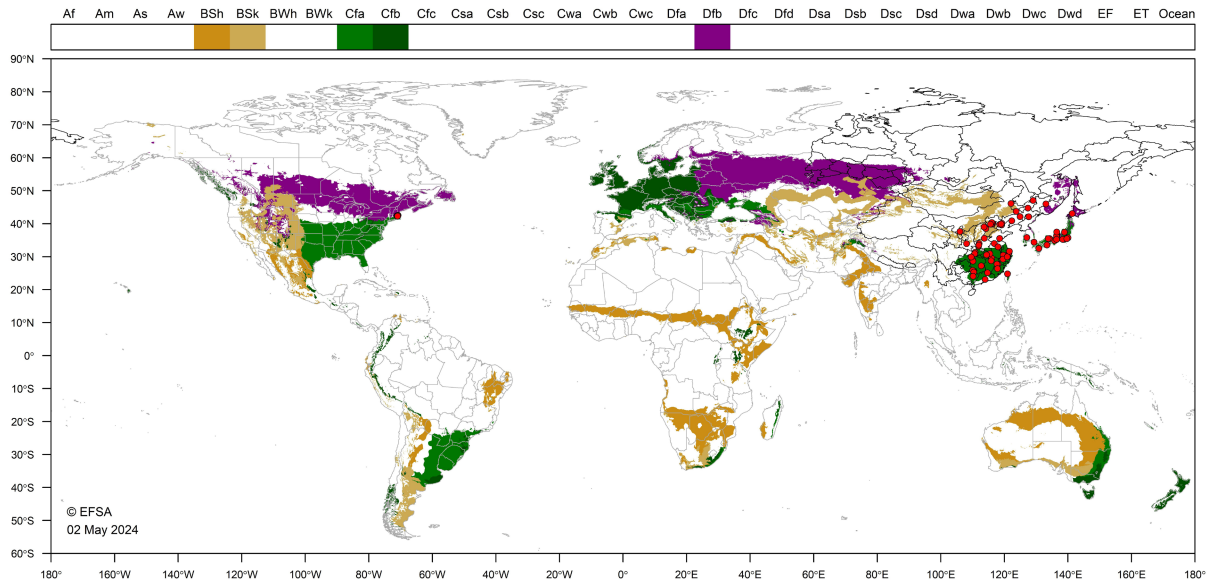 Af Am As Aw BSh BSk BWh BWk Cfa Cfb Cfc Csa Csb Csc Cwa Cwb Cwc Dfa Dfb Dfc Dfd Dsa Dsb Dsc Dsd Dwa Dwb Dwc Dwd EF ET Ocean
90°N
80°N
70°N
60°N
50°N
40°N
30°N
20°N
10°N
0°
10°S
20°S
30°S
40°S
50°S
60°S
© EFSA
02 May 2024
180° 160°W 140°W 120°W 100°W 80°W 60°W 40°W 20°W 0° 20°E 40°E 60°E 80°E 100°E 120°E 140°E 160°E 180°